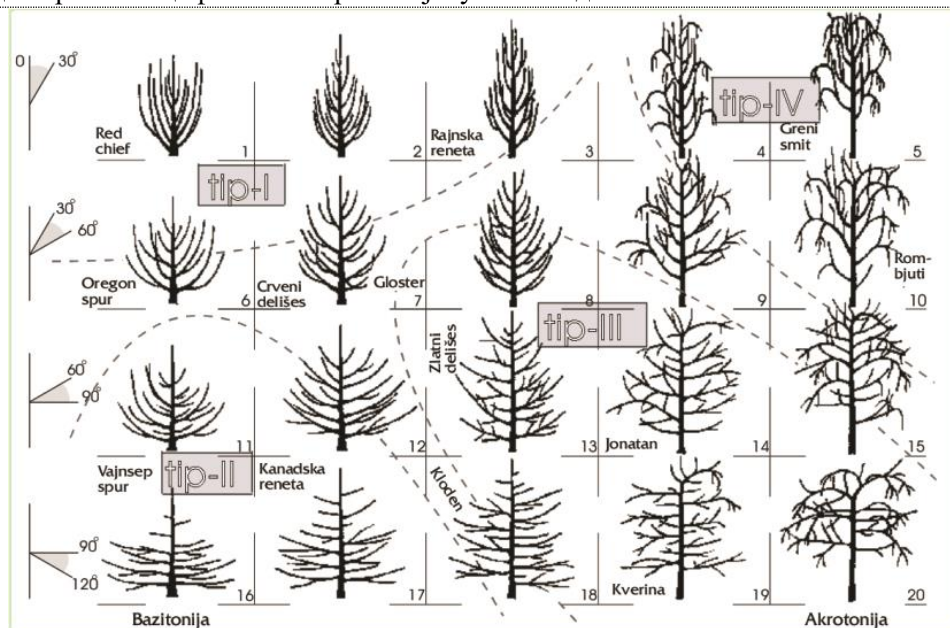 0 30°
Red
chief
1
Rajnska
reneta
2
3
tip-IV
4
Greni
smit
5
tip-I
30°
60°
Oregon
spur
6
Crveni
delišes
Gloster
7
8
9
Rom-
bjuti
10
tip-III
Zlatni
delišes
60°
90°
11
12
13
Jonatan
14
15
Vajnsep
spur
tip-II
Kanadska
reneta
Kloden
90°
120°
16
17
18
Kverina
19
20
Bazitonija
Akrotonija